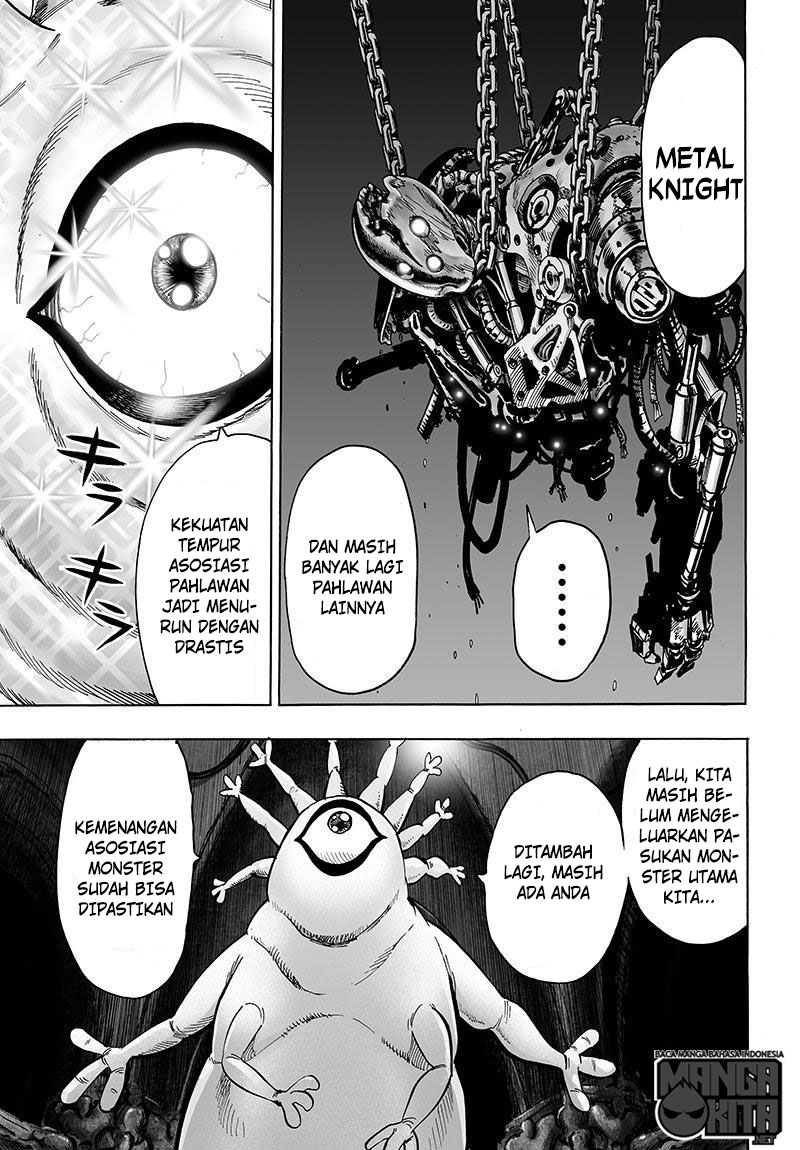 METAL
KNIGHT
• • • • • •
DAN MASIH
BANYAK LAGI
PAHLAWAN
LAINNYA
KEKUATAN
TEMPUR
ASOSIASI
PAHLAWAN
JADI MENU-
RUN DENGAN
DRASTIS
キラキラ
LALU, KITA
MASIH BE-
LUM MENGE-
LUARKAN PA-
SUKAN MON-
STER UTAMA
KITA...
DITAMBAH
LAGI, MASIH
ADA ANDA
KEMENANGAN
ASOSIASI
MONSTER
SUDAH BISA
DIPASTIKAN
BACA MANGA BAHASA INDONESIA
MANGA
KITA
.NET